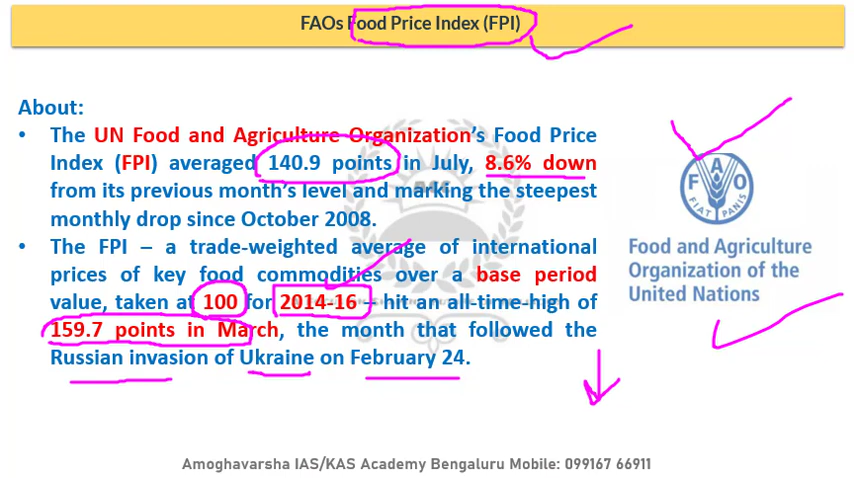 FAOs Food Price Index (FPI)
About:
• The UN Food and Agriculture Organization's Food Price
Index (FPI) averaged 140.9 points in July, 8.6% down
from its previous month's level and marking the steepest
monthly drop since October 2008.
• The FPI – a trade-weighted average of international
prices of key food commodities over a base period
value, taken at 100 for 2014-16 – hit an all-time-high of
159.7 points in March, the month that followed the
Russian invasion of Ukraine on February 24.
F A O
FIAT PANIS
Food and Agriculture
Organization of the
United Nations
Amoghavarsha IAS/KAS Academy Bengaluru Mobile: 099167 66911